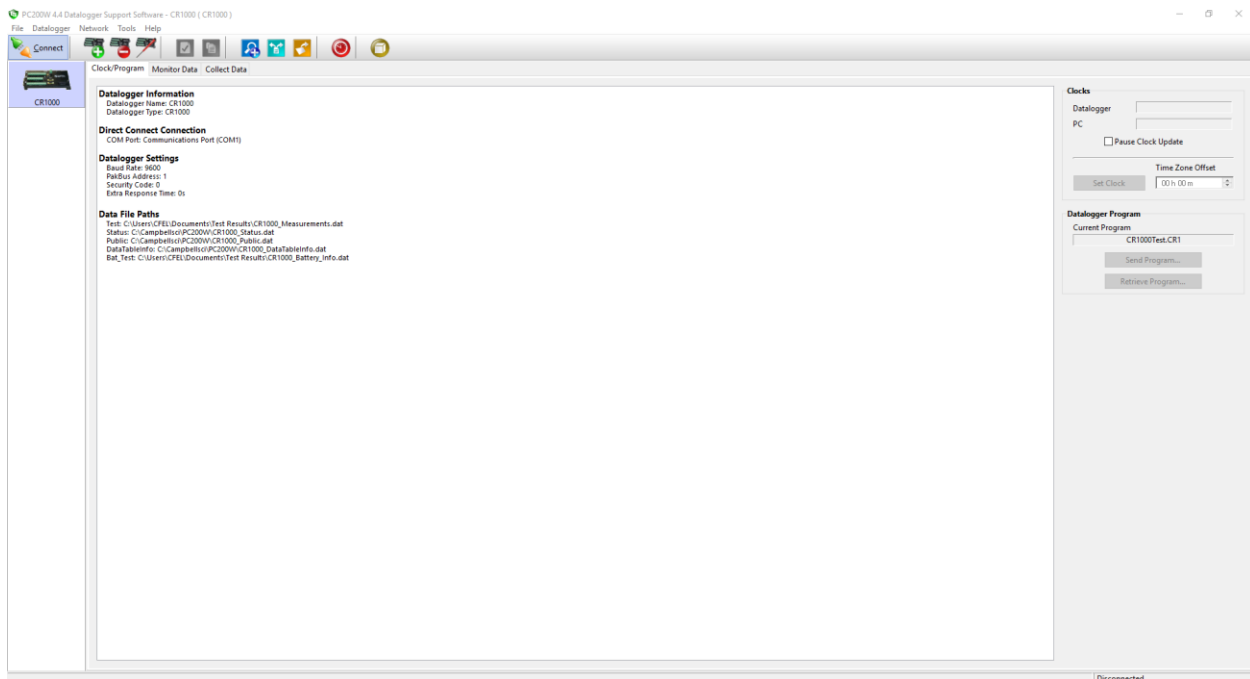 PC200W 4.4 Datalogger Support Software - CR1000 ( CR1000 )
File Datalogger Network Tools Help
Connect
CR1000
Clock/Program Monitor Data Collect Data
Datalogger Information
Datalogger Name: CR1000
Datalogger Type: CR1000
Direct Connect Connection
COM Port: Communications Port (COM1)
Datalogger Settings
Baud Rate: 9600
PakBus Address: 1
Security Code: 0
Extra Response Time: 0s
Data File Paths
Test: C:\Users\CFEL\Documents\Test Results\CR1000_Measurements.dat
Status: C:\Campbellsci\PC200W\CR1000_Status.dat
Public: C:\Campbellsci\PC200W\CR1000_Public.dat
DataTableInfo: C:\Campbellsci\PC200W\CR1000_DataTableInfo.dat
Bat_Test: C:\Users\CFEL\Documents\Test Results\CR1000_Battery_Info.dat
Clocks
Datalogger
PC
Pause Clock Update
Time Zone Offset
Set Clock 00 h 00 m
Datalogger Program
Current Program
CR1000Test.CR1
Send Program...
Retrieve Program...
Disconnected